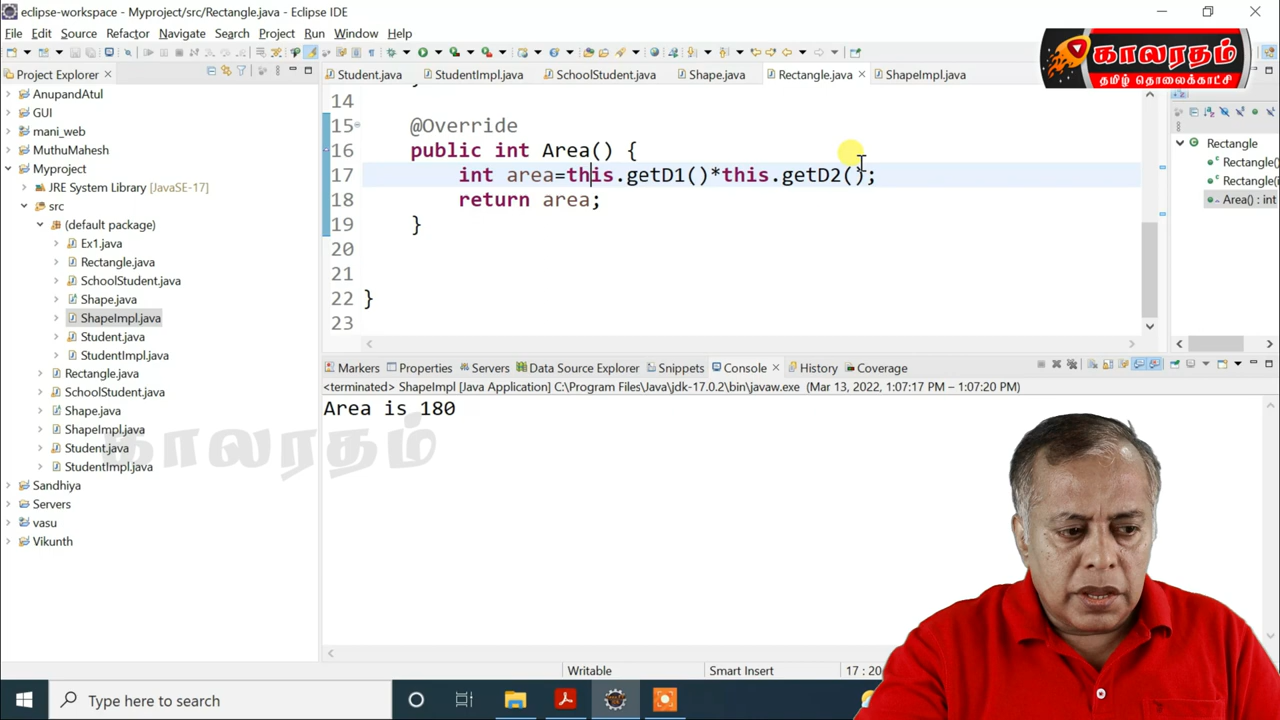 eclipse-workspace - Myproject/src/Rectangle.java - Eclipse IDE
File Edit Source Refactor Navigate Search Project Run Window Help
காலரதம்
தமிழ் தொலைக்காட்சி
Project Explorer
Student.java StudentImpl.java SchoolStudent.java Shape.java Rectangle.java ShapeImpl.java
AnupandAtul
GUI
mani_web
MuthuMahesh
Myproject
JRE System Library [JavaSE-17]
src
(default package)
Ex1.java
Rectangle.java
SchoolStudent.java
Shape.java
ShapeImpl.java
Student.java
StudentImpl.java
Rectangle.java
SchoolStudent.java
Shape.java
ShapeImpl.java
Student.java
StudentImpl.java
Sandhiya
Servers
vasu
Vikunth
14
15 @Override
16 public int Area() {
17 int area=this.getD1()*this.getD2();
18 return area;
19 }
20
21
22 }
23
Rectangle
Rectangle()
Rectangle(i
Area() : int
Markers Properties Servers Data Source Explorer Snippets Console History Coverage
<terminated> ShapeImpl [Java Application] C:\Program Files\Java\jdk-17.0.2\bin\javaw.exe (Mar 13, 2022, 1:07:17 PM – 1:07:20 PM)
Area is 180
காலரதம்
Writable Smart Insert 17 : 20
Type here to search